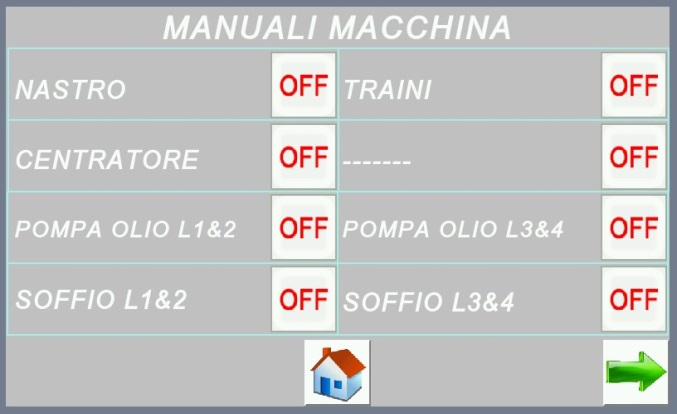 MANUALI MACCHINA
NASTRO OFF TRAINI OFF
CENTRATORE OFF ------- OFF
POMPA OLIO L1&2 OFF POMPA OLIO L3&4 OFF
SOFFIO L1&2 OFF SOFFIO L3&4 OFF